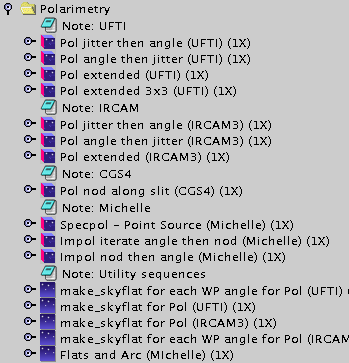 Polarimetry
Note: UFTI
Pol jitter then angle (UFTI) (1X)
Pol angle then jitter (UFTI) (1X)
Pol extended (UFTI) (1X)
Pol extended 3x3 (UFTI) (1X)
Note: IRCAM
Pol jitter then angle (IRCAM3) (1X)
Pol angle then jitter (IRCAM3) (1X)
Pol extended (IRCAM3) (1X)
Note: CGS4
Pol nod along slit (CGS4) (1X)
Note: Michelle
Specpol - Point Source (Michelle) (1X)
Impol iterate angle then nod (Michelle) (1X)
Impol nod then angle (Michelle) (1X)
Note: Utility sequences
make_skyflat for each WP angle for Pol (UFTI) (
make_skyflat for Pol (UFTI) (1X)
make_skyflat for Pol (IRCAM3) (1X)
make_skyflat for each WP angle for Pol (IRCAM
Flats and Arc (Michelle) (1X)